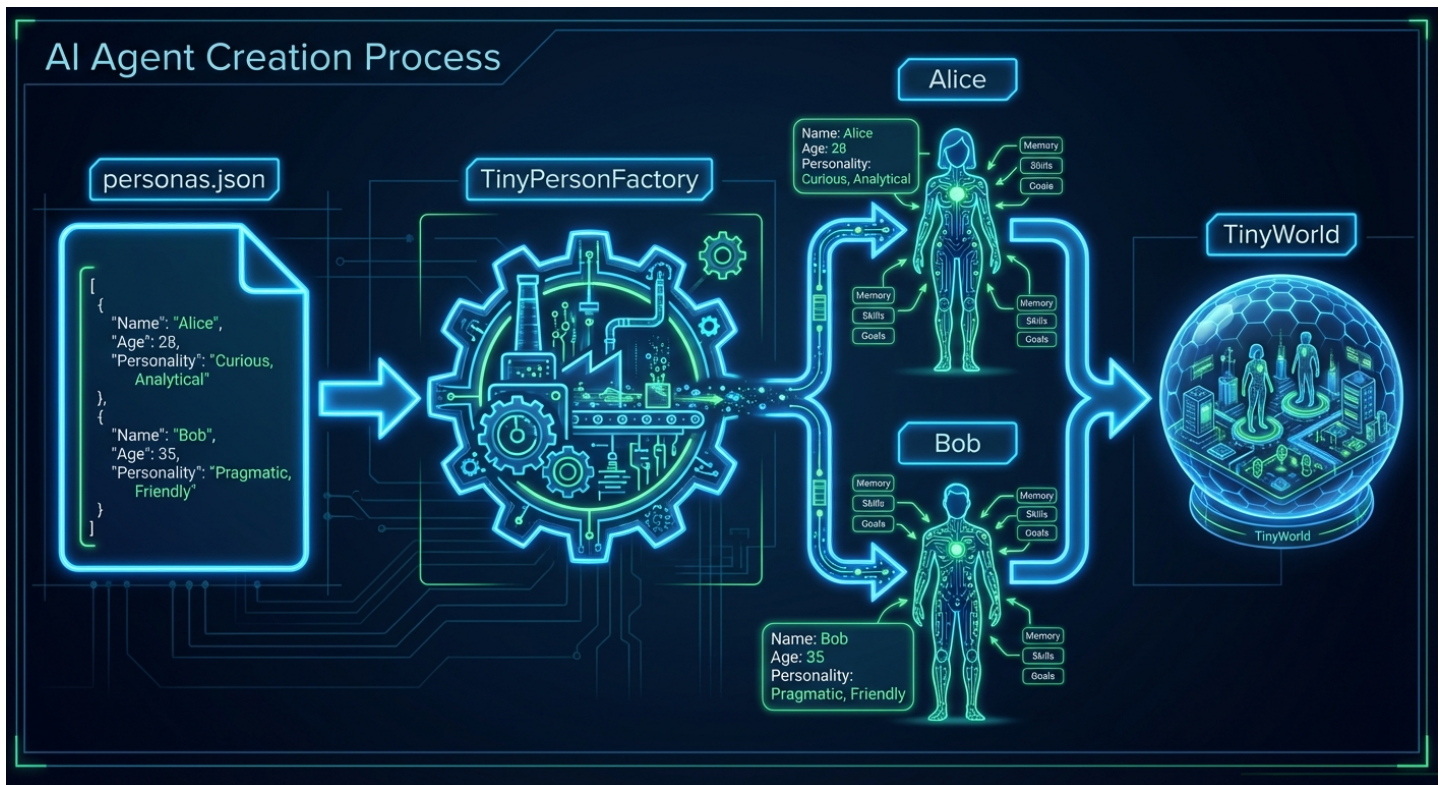 AI Agent Creation Process
personas.json
[
{
"Name": "Alice",
"Age": 28,
"Personality": "Curious,
Analytical"
},
{
"Name": "Bob",
"Age": 35,
"Personality": "Pragmatic,
Friendly"
}
]
TinyPersonFactory
Alice
Name: Alice
Age: 28
Personality:
Curious, Analytical
Memory
Memory
Skills
Memory
Skills
Goals
Bob
Memory
Goals
Memory
Skills
Goals
Name: Bob
Age: 35
Personality:
Pragmatic, Friendly
Memory
Skills
Goals
TinyWorld
TinyWorld